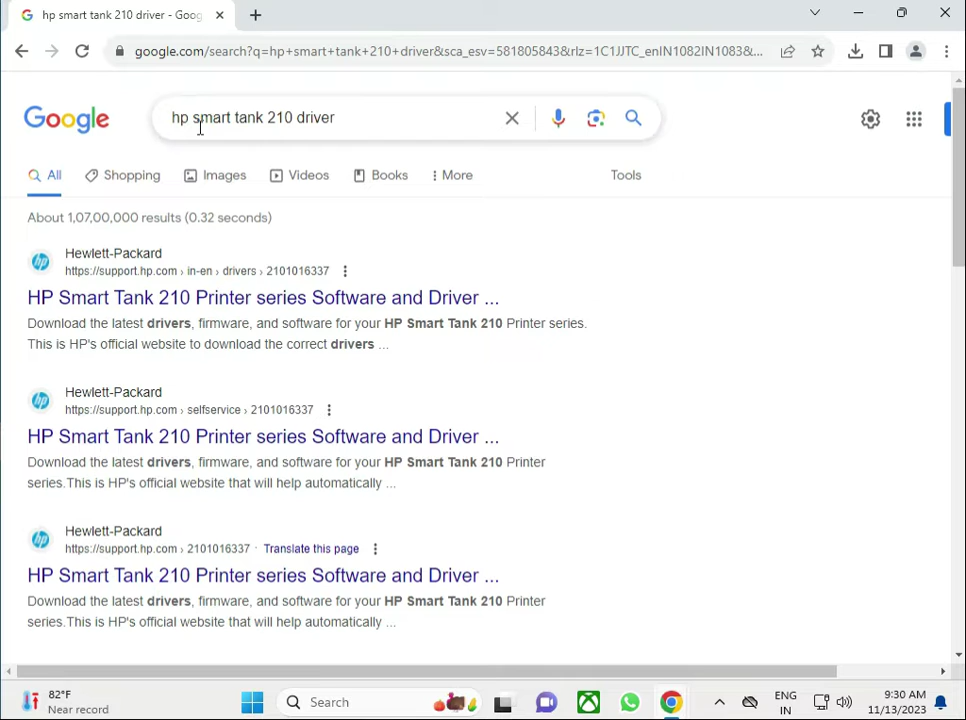 hp smart tank 210 driver - Goog
google.com/search?q=hp+smart+tank+210+driver&sca_esv=581805843&rlz=1C1JJTC_enIN1082IN1083&...
Google
hp smart tank 210 driver
All
Shopping
Images
Videos
Books
More
Tools
About 1,07,00,000 results (0.32 seconds)
Hewlett-Packard
https://support.hp.com › in-en › drivers › 2101016337
HP Smart Tank 210 Printer series Software and Driver ...
Download the latest drivers, firmware, and software for your HP Smart Tank 210 Printer series.
This is HP's official website to download the correct drivers ...
Hewlett-Packard
https://support.hp.com › selfservice › 2101016337
HP Smart Tank 210 Printer series Software and Driver ...
Download the latest drivers, firmware, and software for your HP Smart Tank 210 Printer
series.This is HP's official website that will help automatically ...
Hewlett-Packard
https://support.hp.com › 2101016337 · Translate this page
HP Smart Tank 210 Printer series Software and Driver ...
Download the latest drivers, firmware, and software for your HP Smart Tank 210 Printer
series.This is HP's official website that will help automatically ...
82°F
Near record
Search
ENG
IN
9:30 AM
11/13/2023